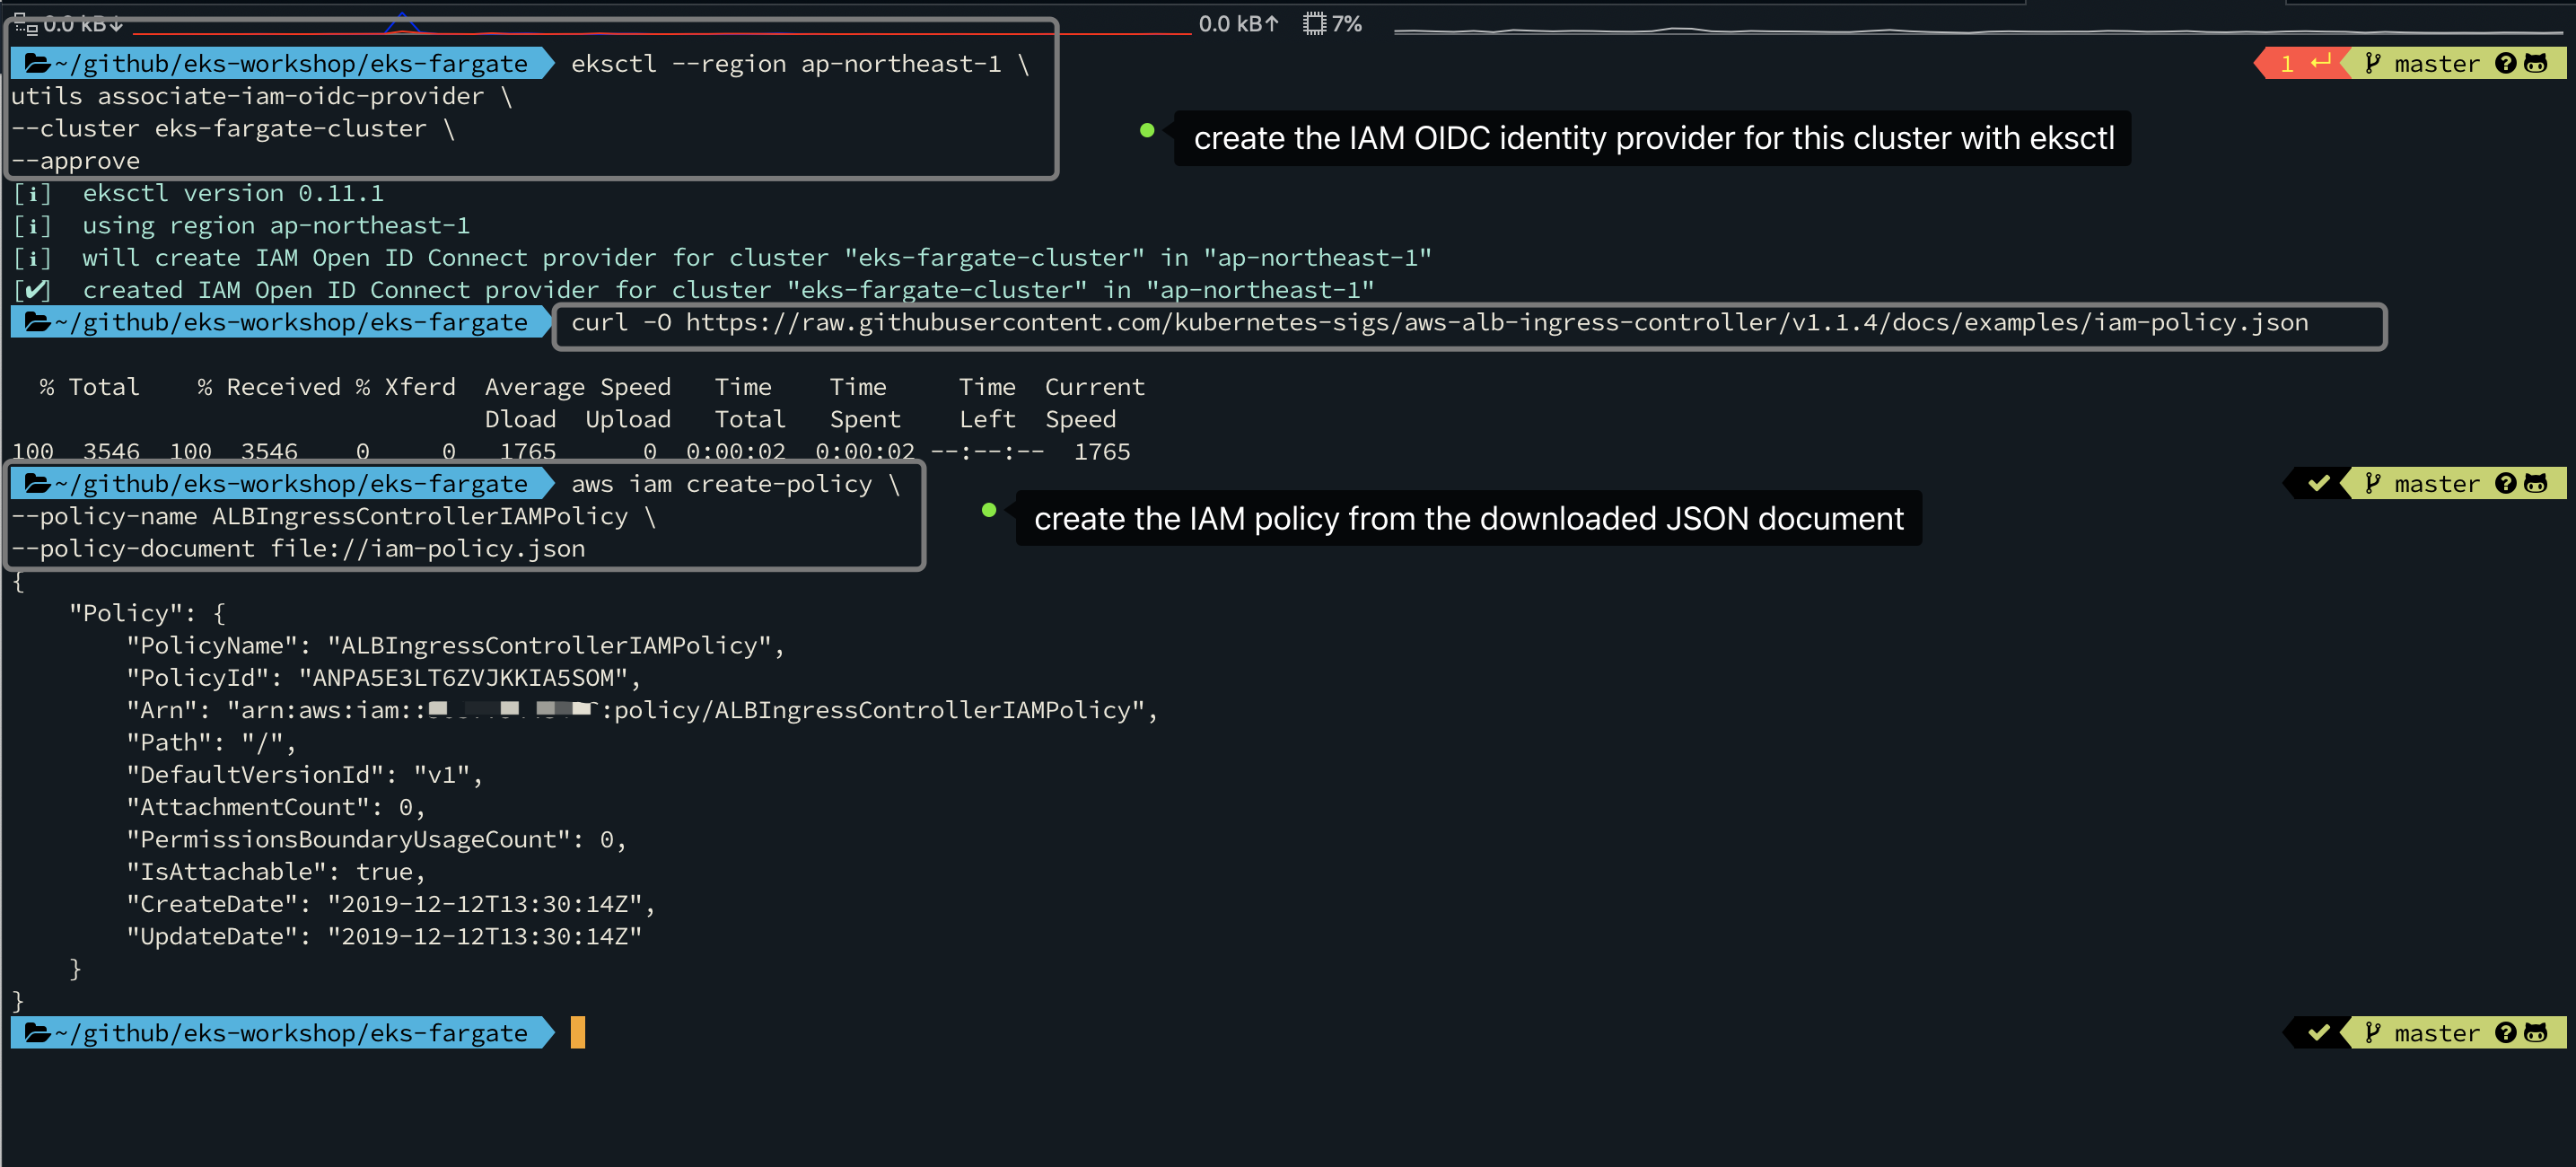 0.0 kB↓ 0.0 kB↑ 7%
~/github/eks-workshop/eks-fargate eksctl --region ap-northeast-1 \ 1 ↵ master
utils associate-iam-oidc-provider \
--cluster eks-fargate-cluster \
create the IAM OIDC identity provider for this cluster with eksctl
--approve
[ℹ]  eksctl version 0.11.1
[ℹ]  using region ap-northeast-1
[ℹ]  will create IAM Open ID Connect provider for cluster "eks-fargate-cluster" in "ap-northeast-1"
[✔]  created IAM Open ID Connect provider for cluster "eks-fargate-cluster" in "ap-northeast-1"
~/github/eks-workshop/eks-fargate curl -O https://raw.githubusercontent.com/kubernetes-sigs/aws-alb-ingress-controller/v1.1.4/docs/examples/iam-policy.json
% Total    % Received % Xferd  Average Speed   Time    Time     Time  Current
Dload  Upload   Total   Spent    Left  Speed
100  3546  100  3546    0     0   1765      0  0:00:02  0:00:02 --:--:--  1765
~/github/eks-workshop/eks-fargate aws iam create-policy \ ✔ master
--policy-name ALBIngressControllerIAMPolicy \
create the IAM policy from the downloaded JSON document
--policy-document file://iam-policy.json
{
"Policy": {
"PolicyName": "ALBIngressControllerIAMPolicy",
"PolicyId": "ANPA5E3LT6ZVJKKIA5SOM",
"Arn": "arn:aws:iam:: :policy/ALBIngressControllerIAMPolicy",
"Path": "/",
"DefaultVersionId": "v1",
"AttachmentCount": 0,
"PermissionsBoundaryUsageCount": 0,
"IsAttachable": true,
"CreateDate": "2019-12-12T13:30:14Z",
"UpdateDate": "2019-12-12T13:30:14Z"
}
}
~/github/eks-workshop/eks-fargate ✔ master